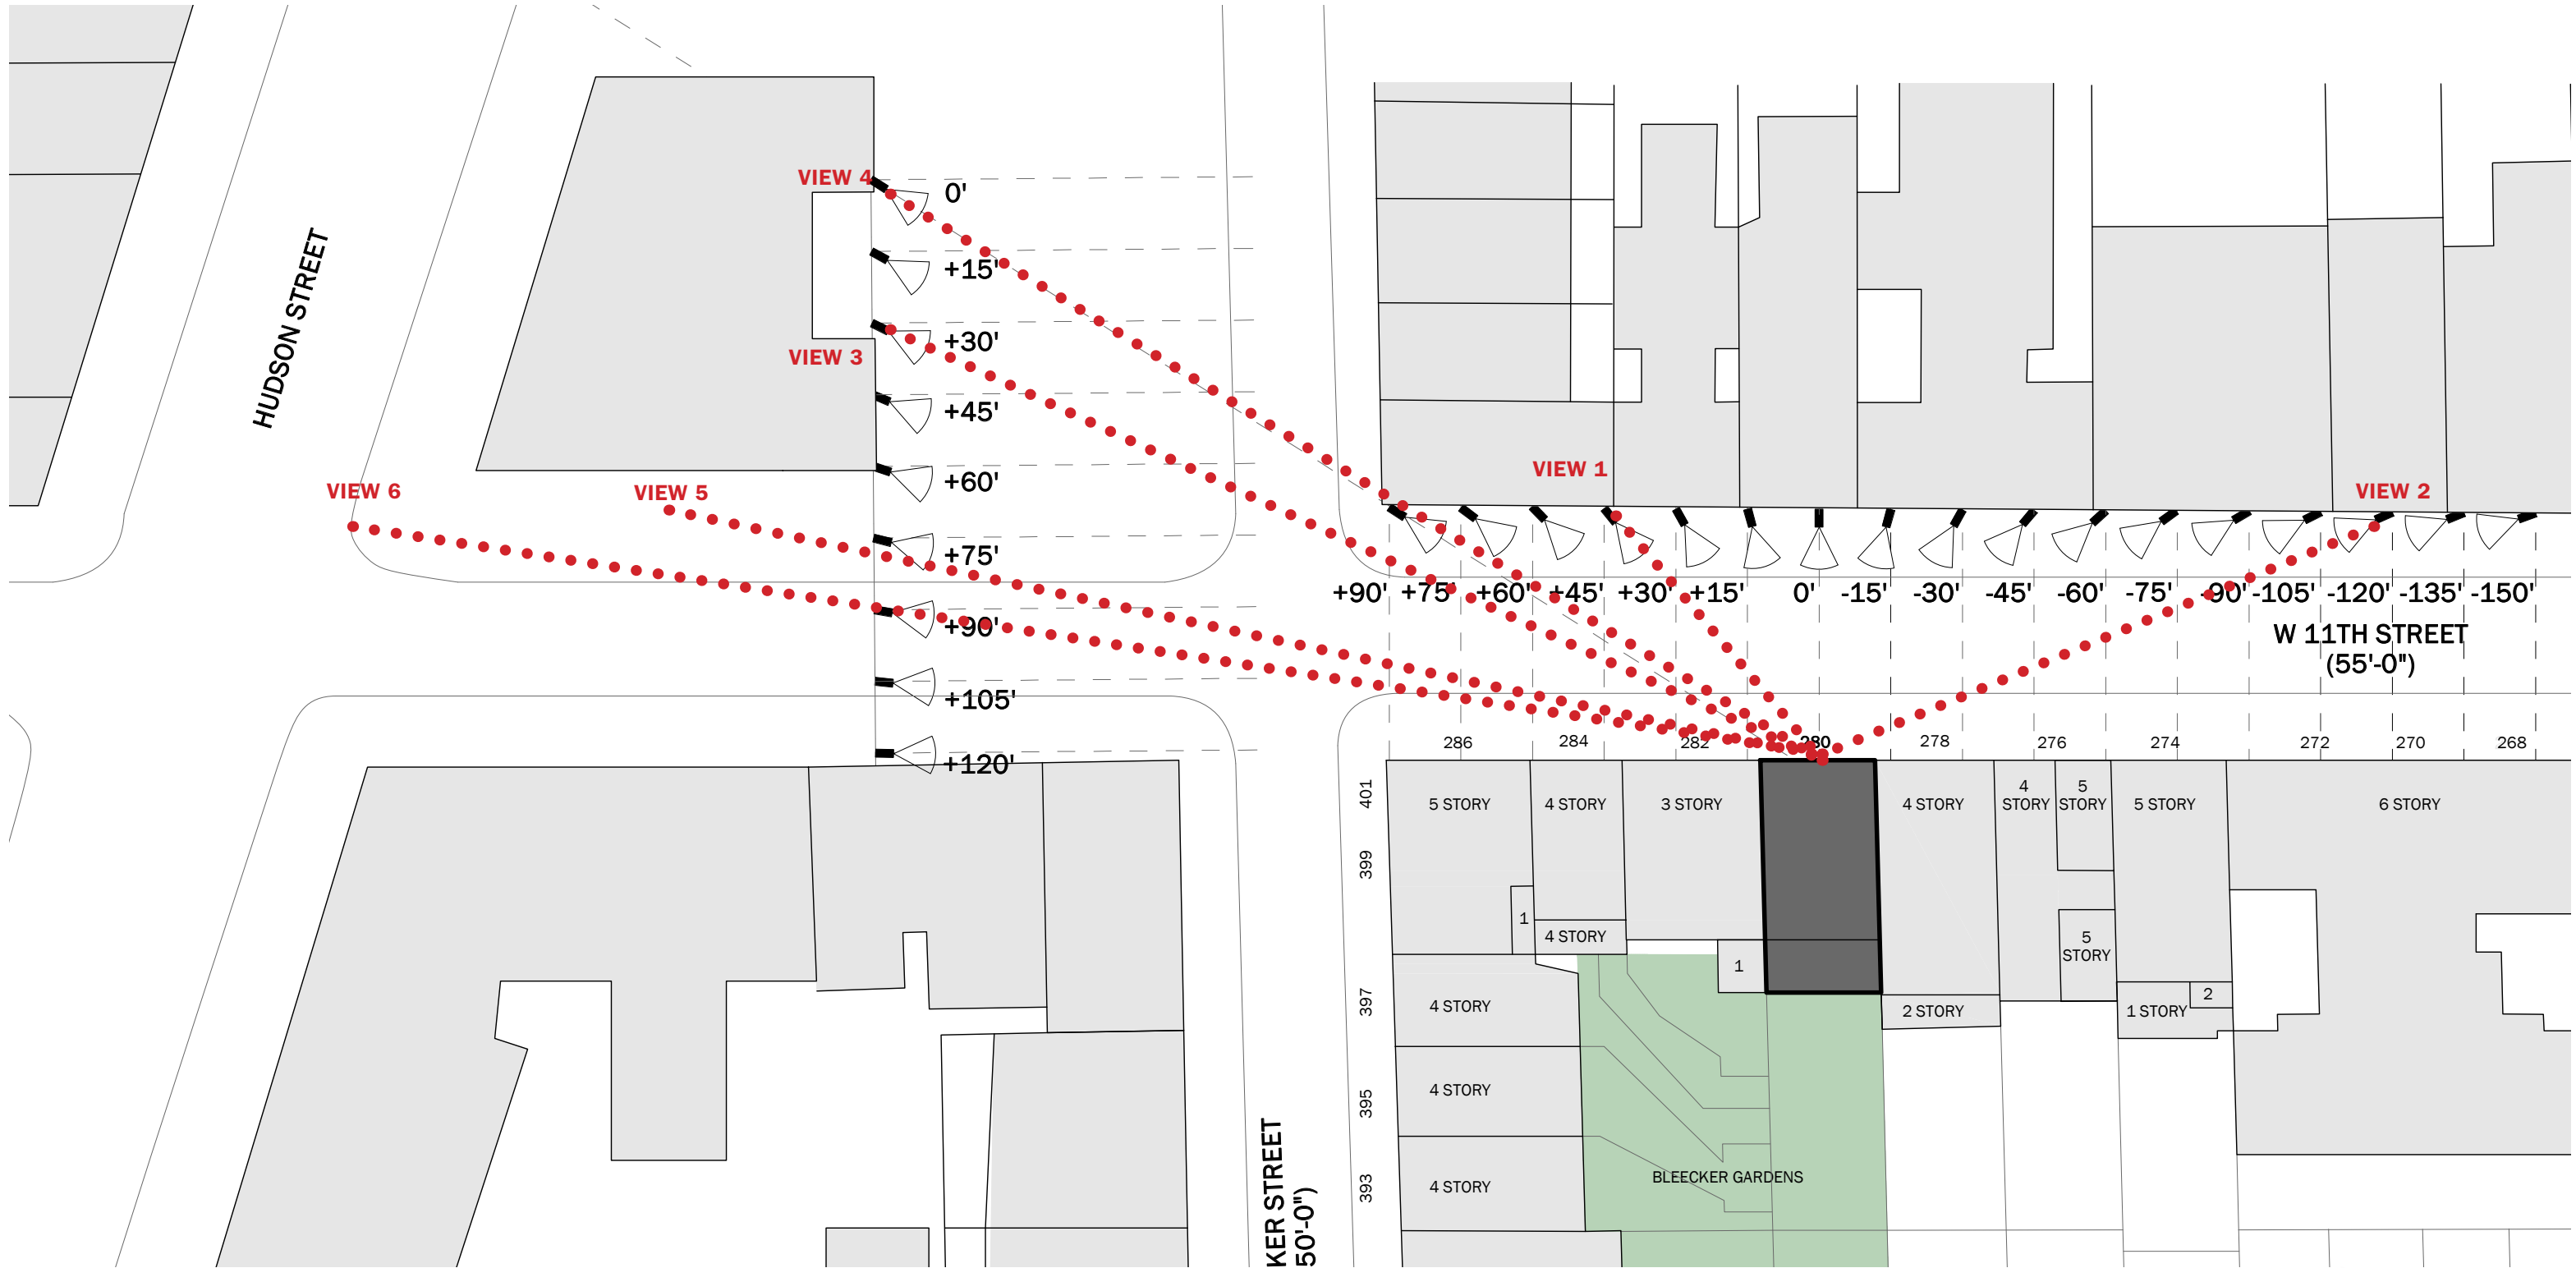 VIEW 4
0'
+15'
HUDSON STREET
+30'
VIEW 3
+45'
VIEW 1
+60'
VIEW 6
VIEW 5
VIEW 2
+75'
+90' +75' +60' +45' +30' +15' 0' -15' -30' -45' -60' -75' -90' -105' -120' -135' -150'
+90'
W 11TH STREET
(55'-0")
+105'
286 284 282 280 278 276 274 272 270 268
+120'
401
5 STORY 4 STORY 3 STORY 4 STORY
4
STORY
5
STORY
5 STORY 6 STORY
399
1
4 STORY
1
5
STORY
397
4 STORY
2 STORY
1 STORY
2
395
4 STORY
393
4 STORY
BLEECKER GARDENS
KER STREET
50'-0")